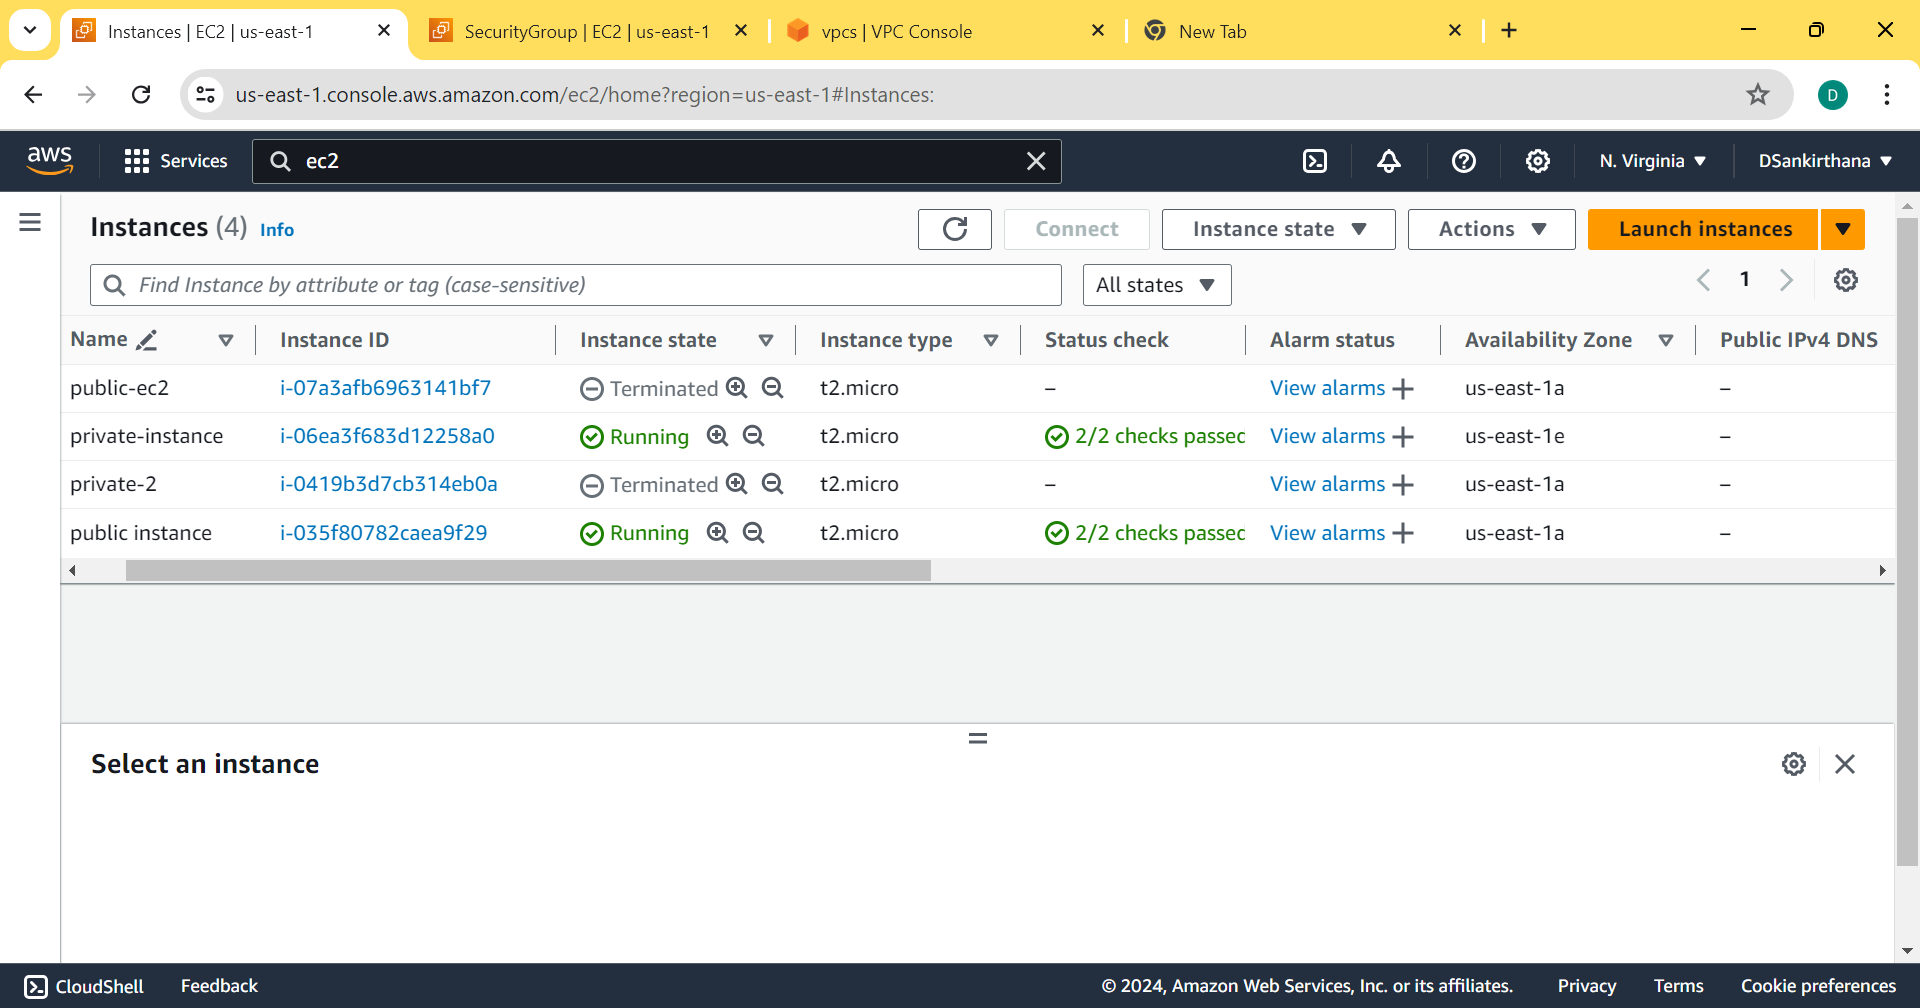 Instances | EC2 | us-east-1
SecurityGroup | EC2 | us-east-1
vpcs | VPC Console
New Tab
us-east-1.console.aws.amazon.com/ec2/home?region=us-east-1#Instances:
D
aws
Services
ec2
N. Virginia
DSankirthana
Instances (4) Info
Connect
Instance state
Actions
Launch instances
Find Instance by attribute or tag (case-sensitive)
All states
1
Name Instance ID Instance state Instance type Status check Alarm status Availability Zone Public IPv4 DNS
public-ec2 i-07a3afb6963141bf7 Terminated t2.micro – View alarms + us-east-1a –
private-instance i-06ea3f683d12258a0 Running t2.micro 2/2 checks passed View alarms + us-east-1e –
private-2 i-0419b3d7cb314eb0a Terminated t2.micro – View alarms + us-east-1a –
public instance i-035f80782caea9f29 Running t2.micro 2/2 checks passed View alarms + us-east-1a –
Select an instance
CloudShell Feedback © 2024, Amazon Web Services, Inc. or its affiliates. Privacy Terms Cookie preferences